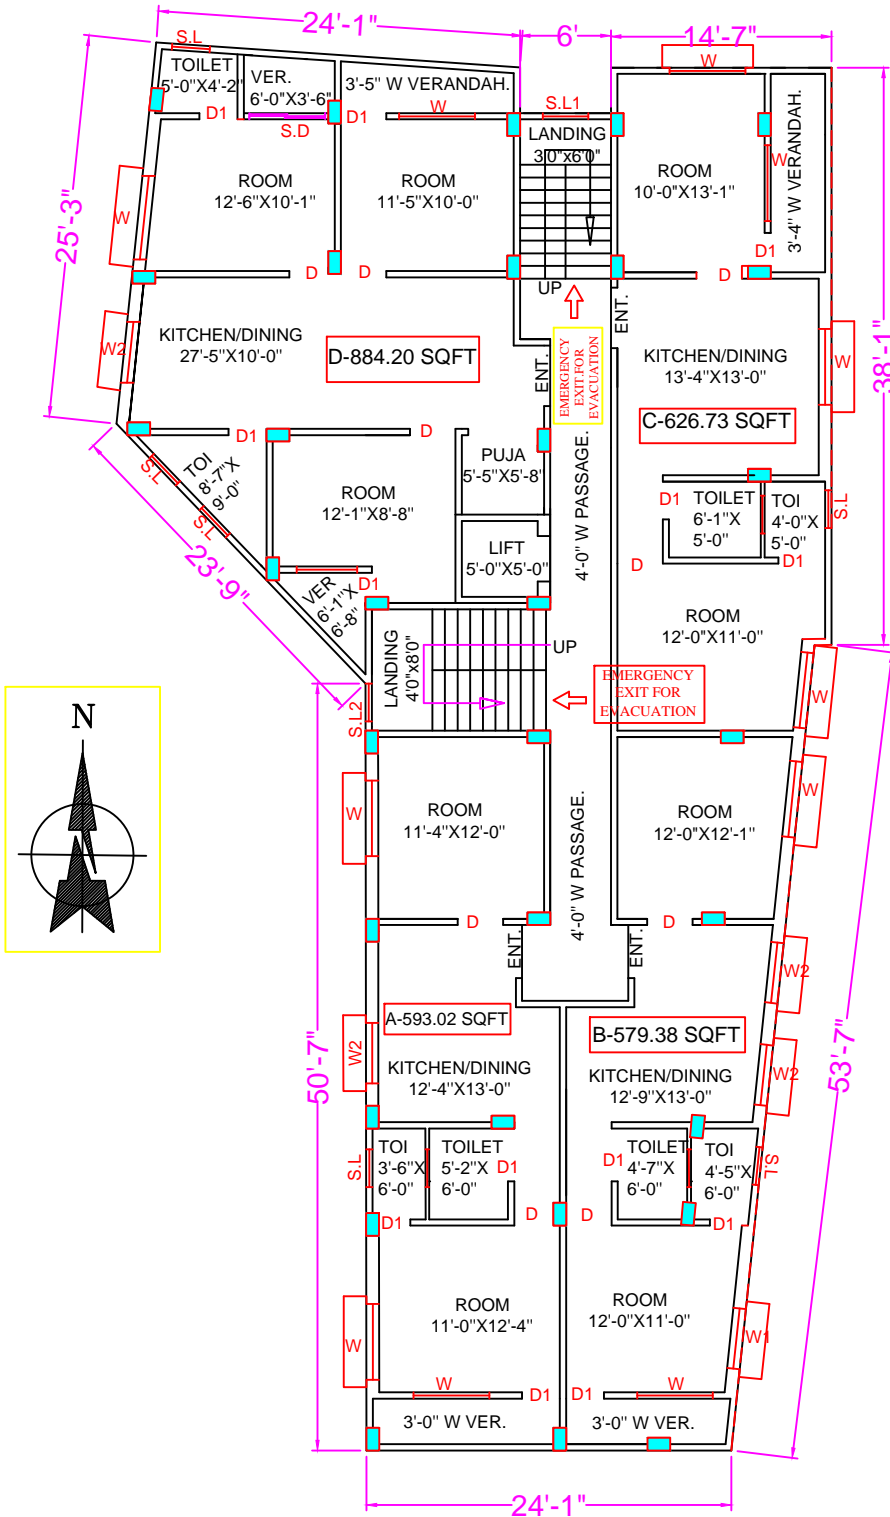 24'-1"
6'
14'-7"
S.L
TOILET
5'-0"X4'-2"
VER.
6'-0"X3'-6"
3'-5" W VERANDAH.
W
W
D1
S.D
D1
S.L1
LANDING
3'0"x6'0"
ROOM
12'-6"X10'-1"
ROOM
11'-5"X10'-0"
ROOM
10'-0"X13'-1"
W
3'-4" W VERANDAH.
W
25'-3"
D1
D
D
D
UP
ENT.
KITCHEN/DINING
27'-5"X10'-0"
W2
D-884.20 SQFT
ENT.
EMERGENCY
EXIT FOR
EVACUATION
KITCHEN/DINING
13'-4"X13'-0"
W
38'-1"
C-626.73 SQFT
D1
D
S.L
TOI
8'-7"X
9'-0"
S.L
PUJA
5'-5"X5'-8"
4'-0" W PASSAGE.
ROOM
12'-1"X8'-8"
D1
TOILET
6'-1"X
5'-0"
TOI
4'-0"X
5'-0"
S.L
LIFT
5'-0"X5'-0"
D
D1
23'-9"
VER
6'-1"X
6'-8"
D1
ROOM
12'-0"X11'-0"
LANDING
4'0"x8'0"
UP
EMERGENCY
EXIT FOR
EVACUATION
W
S.L2
N
W
ROOM
11'-4"X12'-0"
ROOM
12'-0"X12'-1"
W
4'-0" W PASSAGE.
D
D
ENT.
ENT.
W2
A-593.02 SQFT
B-579.38 SQFT
W2
KITCHEN/DINING
12'-4"X13'-0"
KITCHEN/DINING
12'-9"X13'-0"
W2
50'-7"
53'-7"
S.L
TOI
3'-6"X
6'-0"
TOILET
5'-2"X
6'-0"
D1
D1
TOILET
4'-7"X
6'-0"
TOI
4'-5"X
6'-0"
S.L
D1
D
D
D1
ROOM
11'-0"X12'-4"
ROOM
12'-0"X11'-0"
W
W1
W
D1
D1
W
3'-0" W VER.
3'-0" W VER.
24'-1"